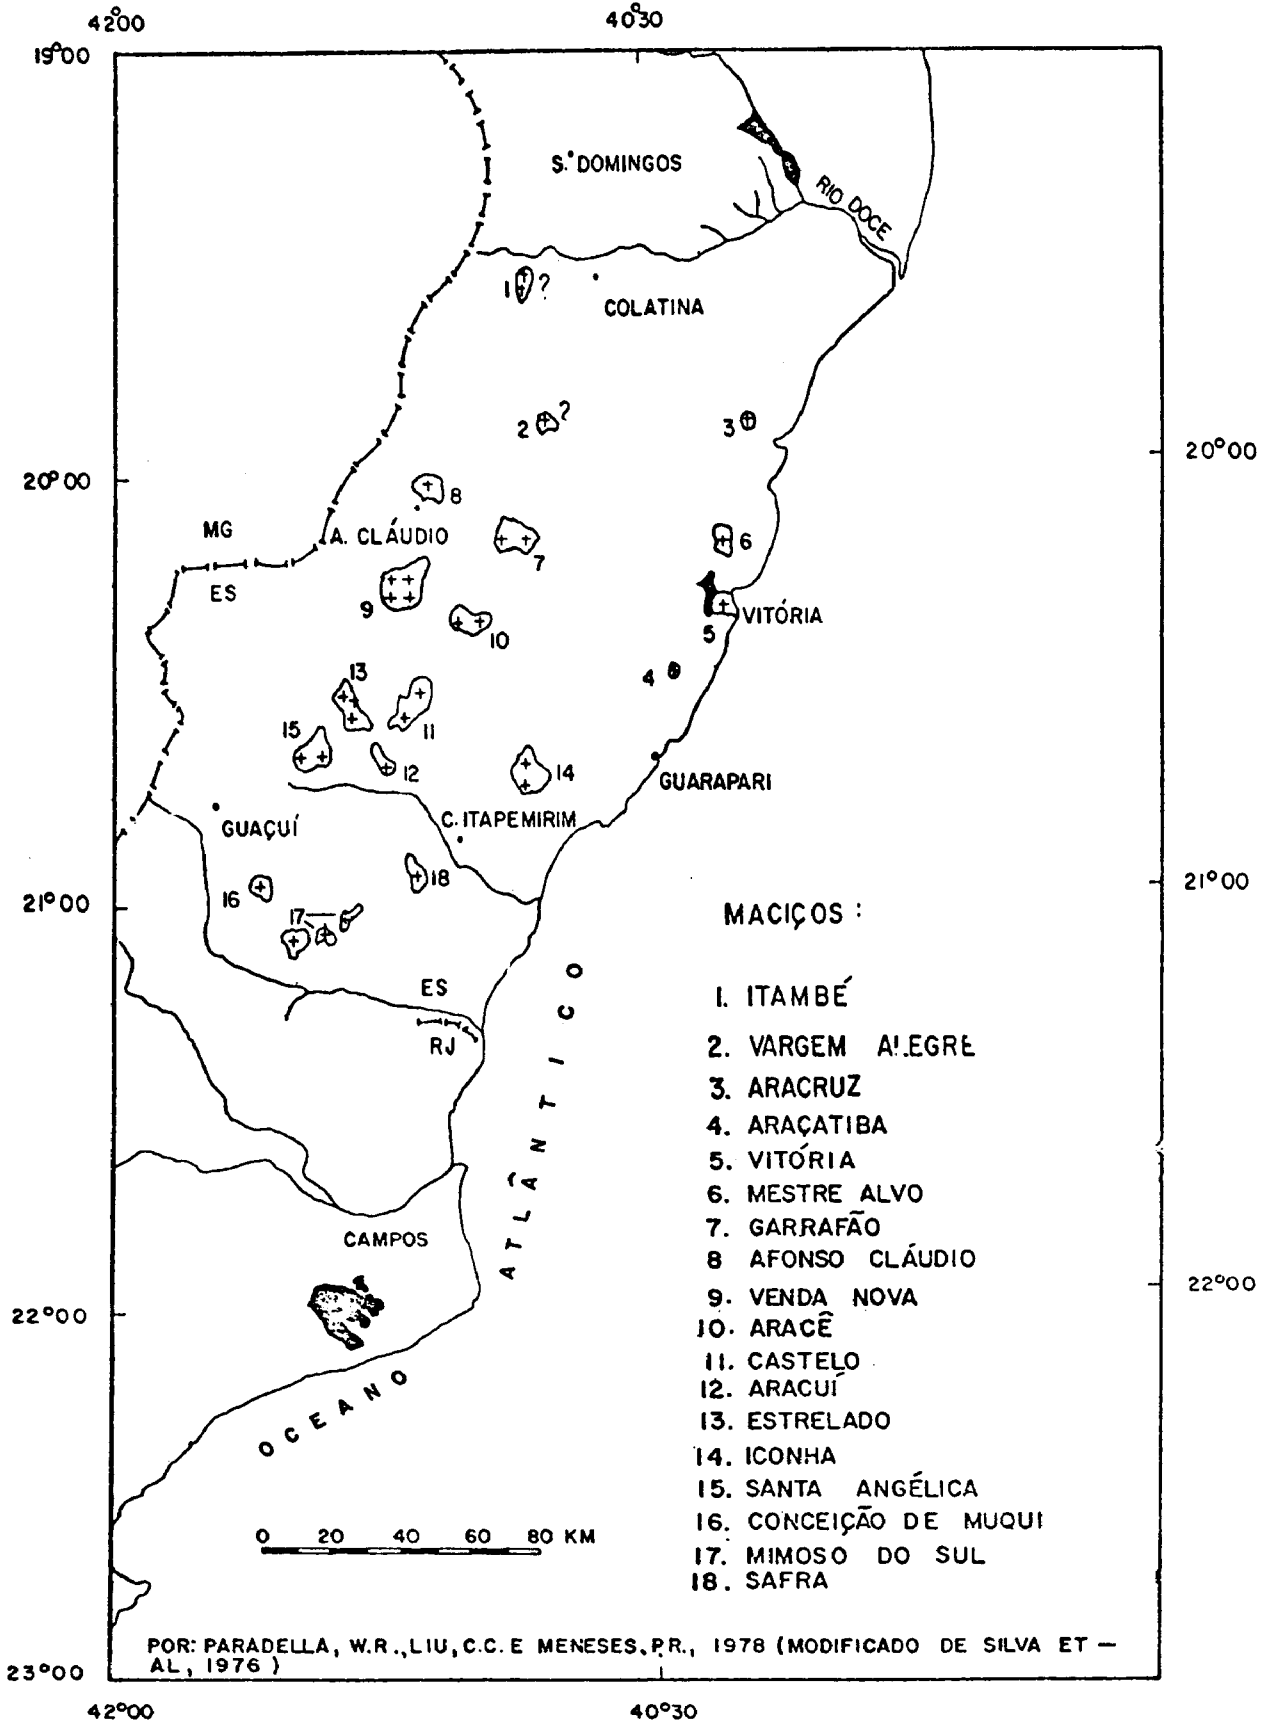 42°00
40°30
19°00
S. DOMINGOS
RIO DOCE
1 ?
COLATINA
2 ?
3
20°00
20°00
8
MG
A. CLÁUDIO
7
6
ES
9
10
VITÓRIA
5
4
13
11
15
12
14
GUARAPARI
GUAÇUÍ
C. ITAPEMIRIM
18
16
21°00
21°00
17
MACIÇOS :
ES
RJ
1. ITAMBÉ
2. VARGEM ALEGRE
3. ARACRUZ
4. ARAÇATIBA
5. VITÓRIA
6. MESTRE ALVO
7. GARRAFÃO
8 AFONSO CLÁUDIO
9. VENDA NOVA
10. ARACÊ
11. CASTELO
12. ARACUÍ
13. ESTRELADO
14. ICONHA
15. SANTA ANGÉLICA
16. CONCEIÇÃO DE MUQUI
17. MIMOSO DO SUL
18. SAFRA
CAMPOS
22°00
22°00
OCEANO ATLÂNTICO
0 20 40 60 80 KM
POR: PARADELLA, W.R., LIU, C.C. E MENESES, P.R., 1978 (MODIFICADO DE SILVA ET —
AL, 1976)
23°00
42°00
40°30